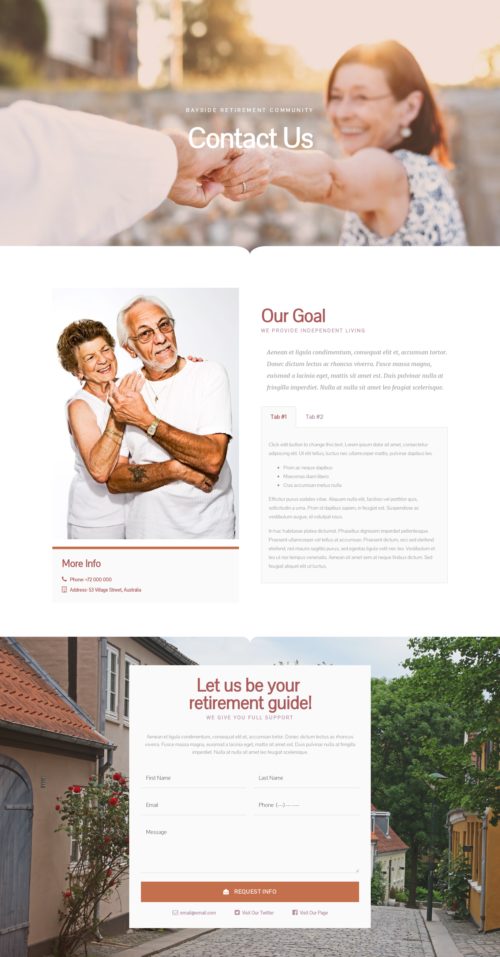 BAYSIDE RETIREMENT COMMUNITY
Contact Us
Our Goal
WE PROVIDE INDEPENDENT LIVING
Aenean et ligula condimentum, consequat elit et, accumsan tortor.
Donec dictum lectus ac rhoncus viverra. Fusce massa magna,
euismod a lacinia eget, mattis sit amet est. Duis pulvinar nulla at
fringilla imperdiet. Nulla at nulla sit amet leo feugiat scelerisque.
Tab #1
Tab #2
Click edit button to change this text. Lorem ipsum dolor sit amet, consectetur
adipiscing elit. Ut elit tellus, luctus nec ullamcorper mattis, pulvinar dapibus leo.
Proin ac neque dapibus
Maecenas diam libero
Cras accumsan metus nulla
Efficitur purus sodales vitae. Aliquam nulla elit, facilisis vel porttitor quis,
sollicitudin a urna. Proin id dapibus sapien, in feugiat est. Suspendisse ac
vestibulum augue, id volutpat risus.
In hac habitasse platea dictumst. Phasellus dignissim imperdiet pellentesque.
Praesent ullamcorper est tellus at accumsan. Praesent dictum, orci sed eleifend
eleifend, nisl mauris sagittis purus, sed egestas ligula velit nec leo. Vestibulum et
leo ut nisi tempus venenatis. Aenean sit amet sem at neque finibus dictum. Sed
feugiat aliquet elit ut luctus.
More Info
Phone: +72 000 000
Address: 53 Village Street, Australia
Let us be your
retirement guide!
WE GIVE YOU FULL SUPPORT
Aenean et ligula condimentum, consequat elit et, accumsan tortor. Donec dictum lectus ac rhoncus
viverra. Fusce massa magna, euismod a lacinia eget, mattis sit amet est. Duis pulvinar nulla at fringilla
imperdiet. Nulla at nulla sit amet leo feugiat scelerisque.
First Name
Last Name
Email
Phone: (---) --- ----
Message
REQUEST INFO
email@email.com
Visit Our Twitter
Visit Our Page